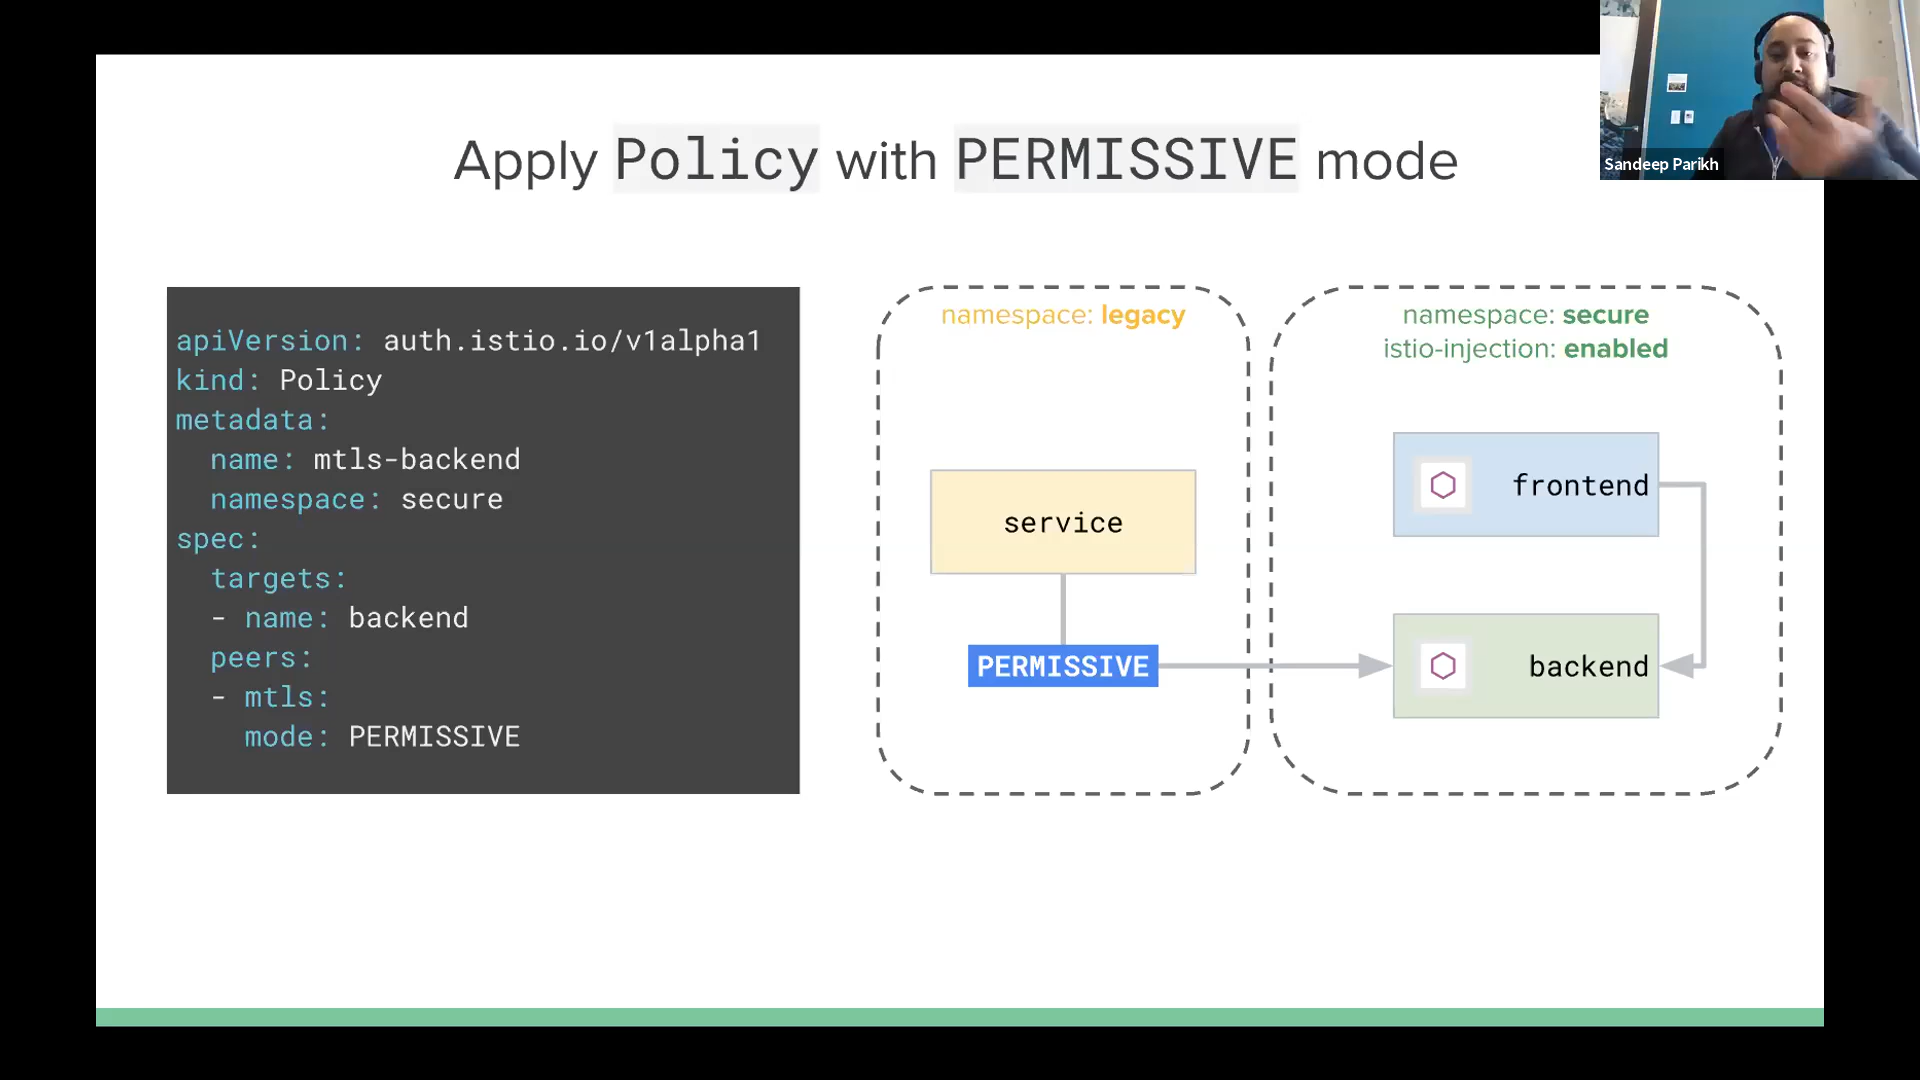 Sandeep Parikh
Apply Policy with PERMISSIVE mode
apiVersion: auth.istio.io/v1alpha1
kind: Policy
metadata:
name: mtls-backend
namespace: secure
spec:
targets:
- name: backend
peers:
- mtls:
mode: PERMISSIVE
namespace: legacy
service
PERMISSIVE
namespace: secure
istio-injection: enabled
frontend
backend